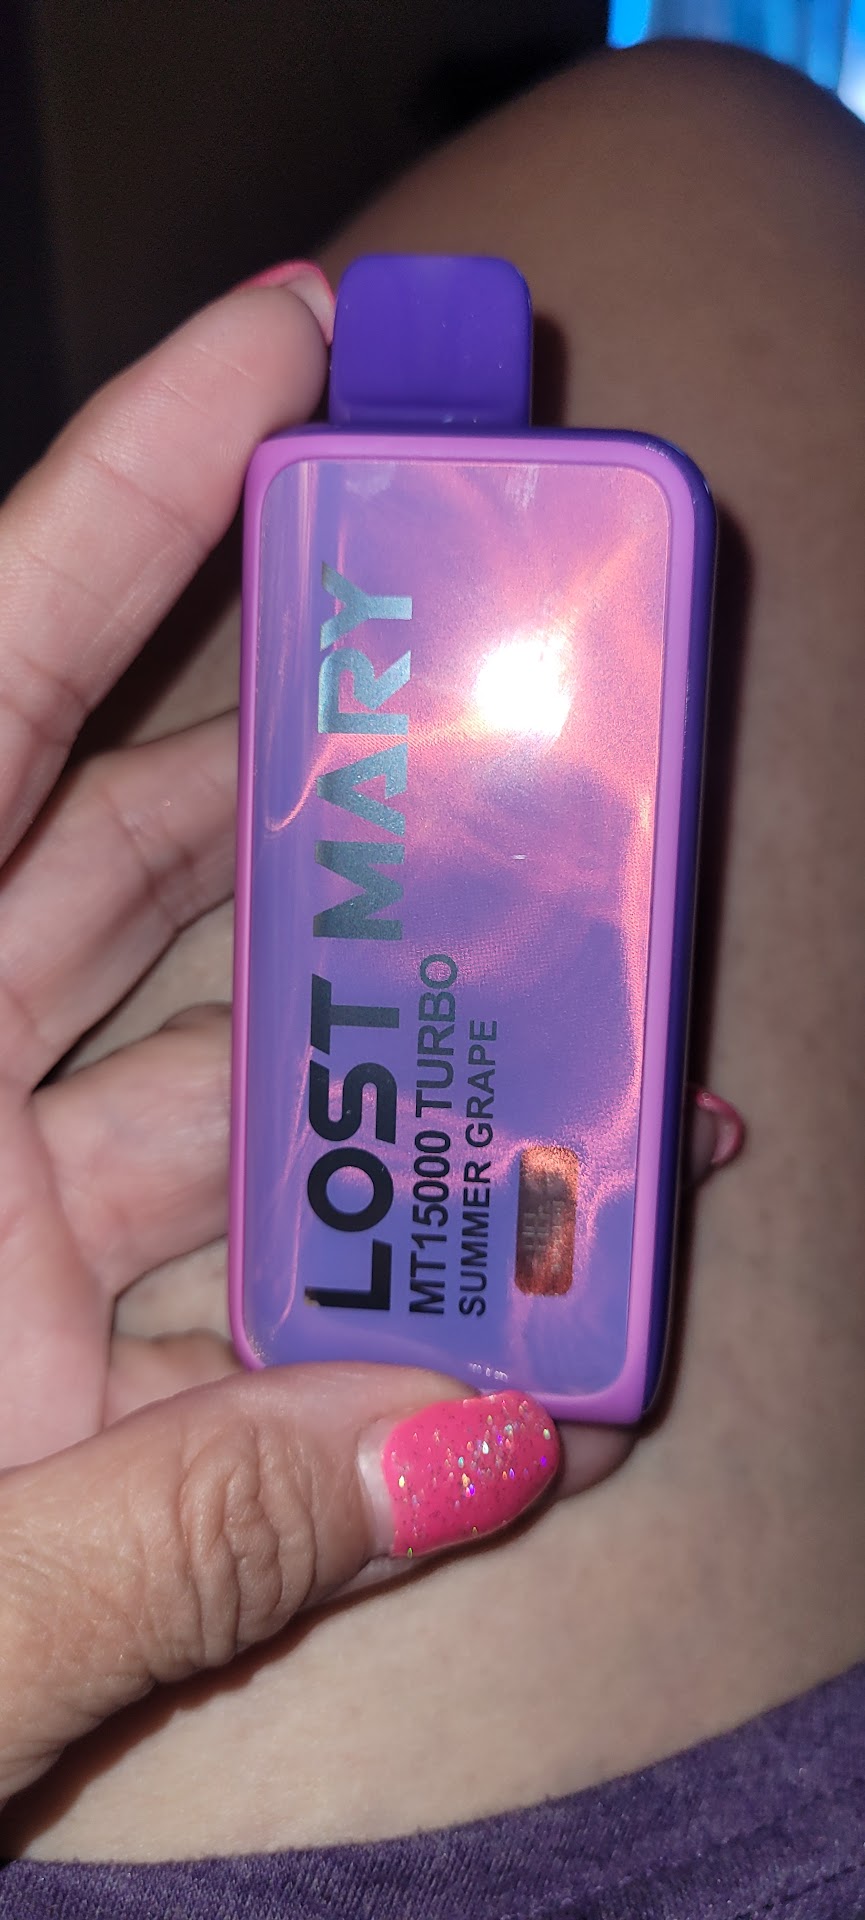 LOST MARY
MT15000 TURBO
SUMMER GRAPE